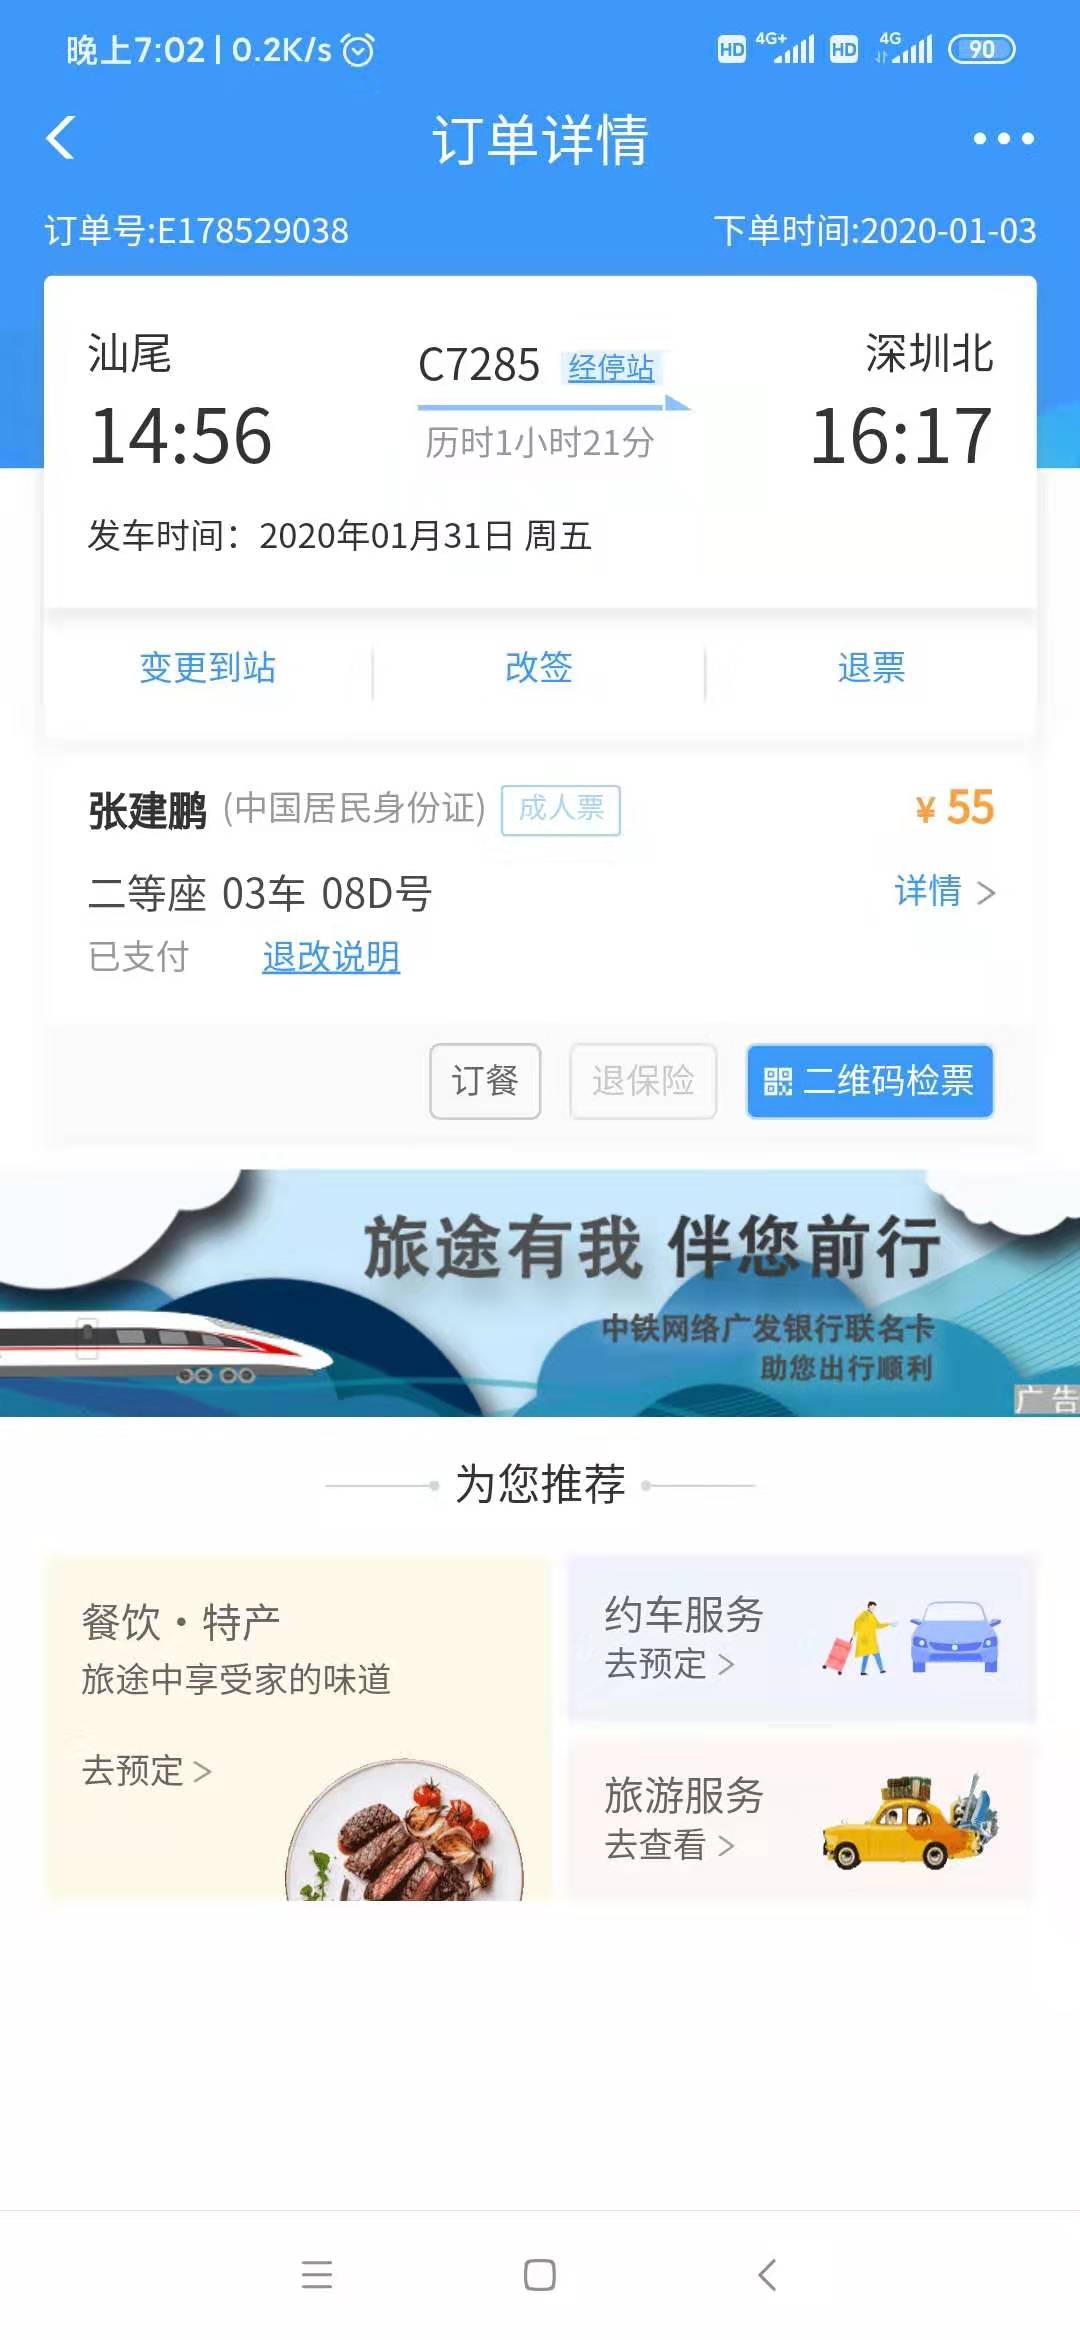 晚上7:02 | 0.2K/s
HD 4G+ HD 4G 90
订单详情
订单号:E178529038
下单时间:2020-01-03
汕尾
C7285 经停站
深圳北
14:56
16:17
历时1小时21分
发车时间：2020年01月31日 周五
变更到站
改签
退票
张建鹏 (中国居民身份证) 成人票
¥ 55
二等座 03车 08D号
详情 >
已支付 退改说明
订餐
退保险
二维码检票
旅途有我 伴您前行
中铁网络广发银行联名卡
助您出行顺利
广告
为您推荐
餐饮·特产
旅途中享受家的味道
去预定 >
约车服务
去预定 >
旅游服务
去查看 >